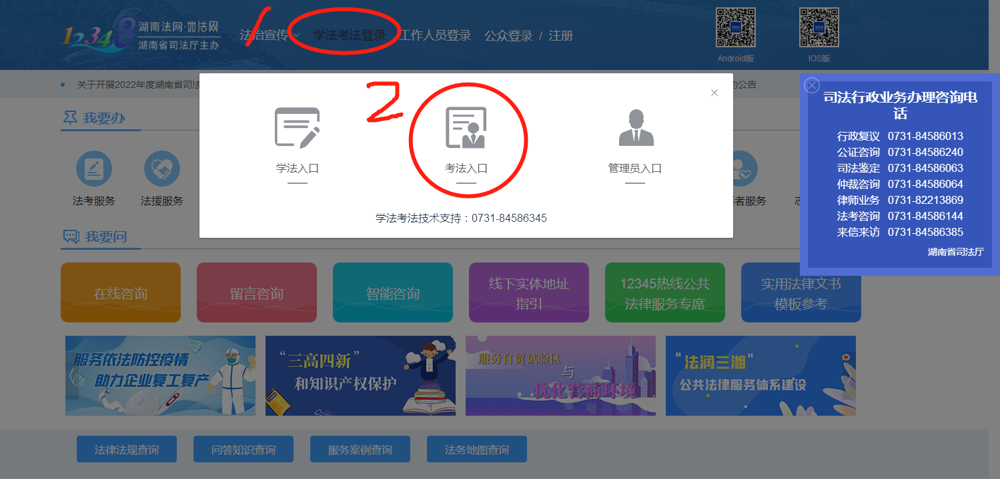 12348 湖南法网·如法网
湖南省司法厅主办
法治宣传 学法考法登录 工作人员登录 公众登录 / 注册
Android版 IOS版
1
关于开展2022年度湖南省司法
的公告
2
学法入口 考法入口 管理员入口
学法考法技术支持：0731-84586345
司法行政业务办理咨询电
话
行政复议 0731-84586013
公证咨询 0731-84586240
司法鉴定 0731-84586063
仲裁咨询 0731-84586064
律师业务 0731-82213869
法考咨询 0731-84586144
来信来访 0731-84586385
湖南省司法厅
我要办
法考服务 法援服务 者服务
我要问
在线咨询 留言咨询 智能咨询
线下实体地址
指引
12345热线公共
法律服务专席
实用法律文书
模板参考
服务依法防控疫情
助力企业复工复产
“三高四新”
和知识产权保护
服务自贸试验区
与
优化营商环境
"法润三湘"
公共法律服务体系建设
法律法规查询 问答知识查询 服务案例查询 法务地图查询